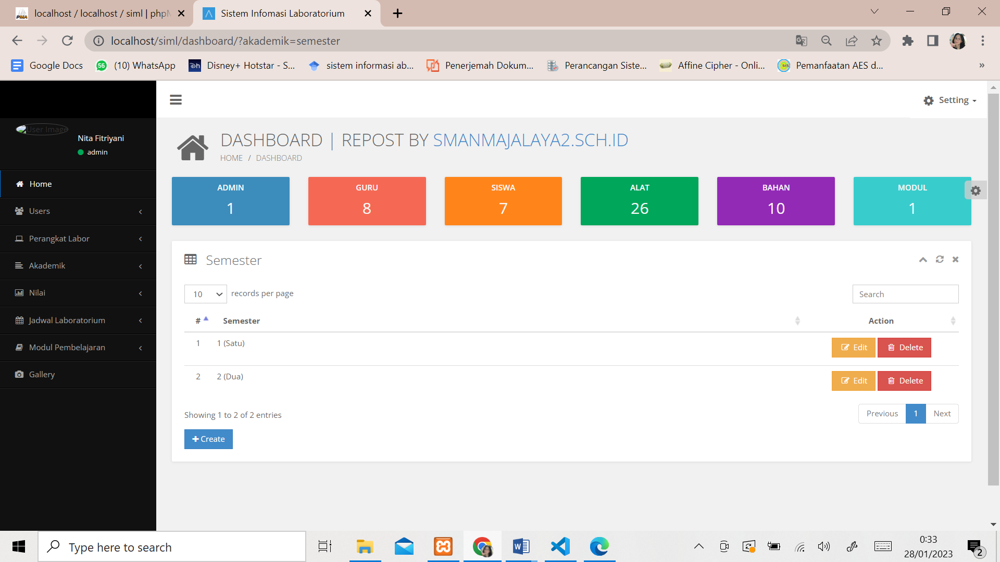 localhost / localhost / siml | phpM
Sistem Infomasi Laboratorium
localhost/siml/dashboard/?akademik=semester
Google Docs
56
(10) WhatsApp
Disney+ Hotstar - S...
sistem informasi ab...
Penerjemah Dokum...
Perancangan Siste...
Affine Cipher - Onli...
Pemanfaatan AES d...
»
Setting
User Image
Nita Fitriyani
admin
DASHBOARD | REPOST BY SMANMAJALAYA2.SCH.ID
HOME / DASHBOARD
Home
Users
Perangkat Labor
Akademik
Nilai
Jadwal Laboratorium
Modul Pembelajaran
Gallery
ADMIN
1
GURU
8
SISWA
7
ALAT
26
BAHAN
10
MODUL
1
Semester
10 records per page
Search
# Semester Action
1 1 (Satu) Edit Delete
2 2 (Dua) Edit Delete
Showing 1 to 2 of 2 entries
Previous 1 Next
+ Create
Type here to search
0:33
28/01/2023
2